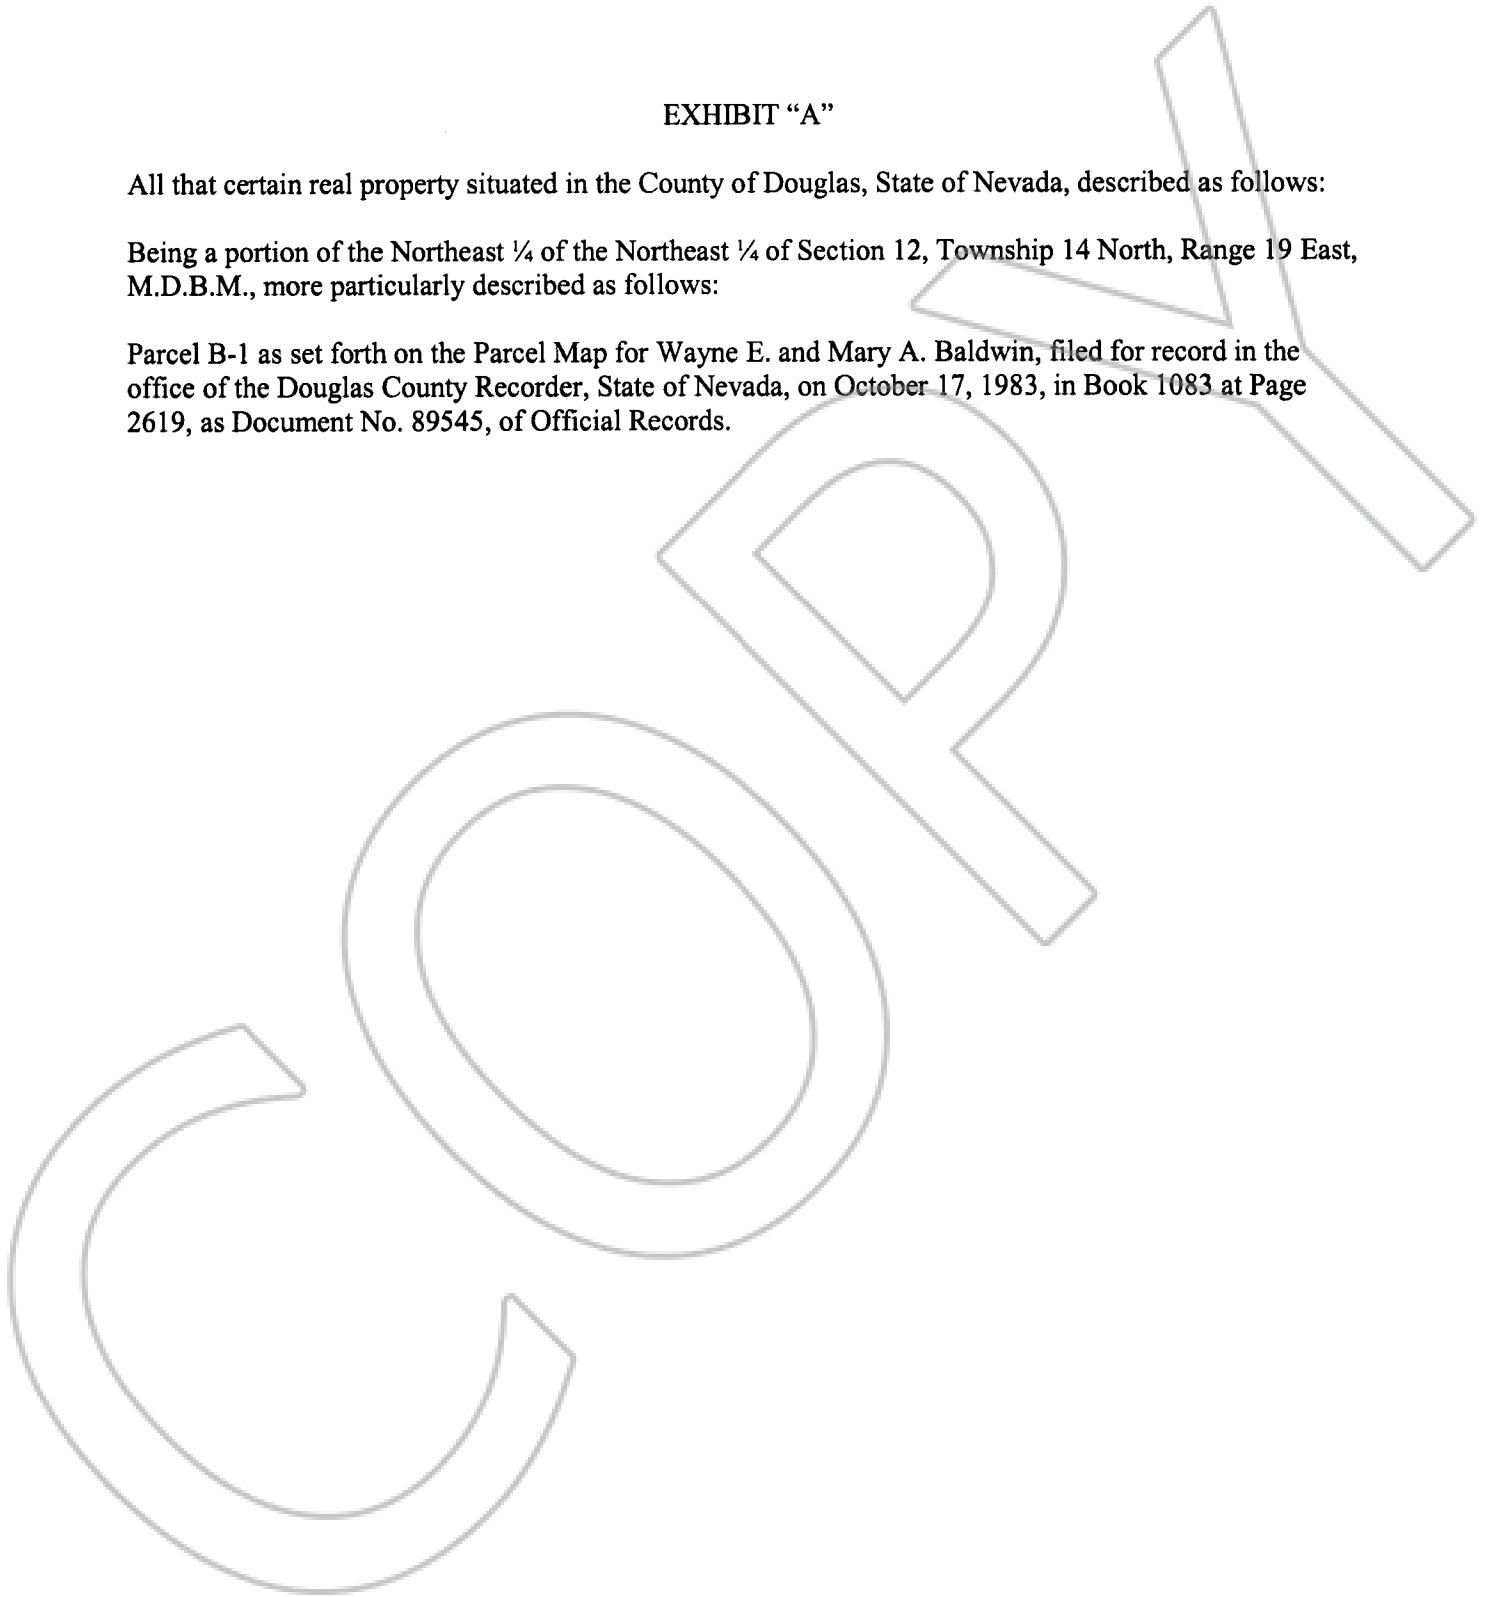 EXHIBIT “A”
All that certain real property situated in the County of Douglas, State of Nevada, described as follows:
Being a portion of the Northeast ¼ of the Northeast ¼ of Section 12, Township 14 North, Range 19 East,
M.D.B.M., more particularly described as follows:
Parcel B-1 as set forth on the Parcel Map for Wayne E. and Mary A. Baldwin, filed for record in the
office of the Douglas County Recorder, State of Nevada, on October 17, 1983, in Book 1083 at Page
2619, as Document No. 89545, of Official Records.
COPY